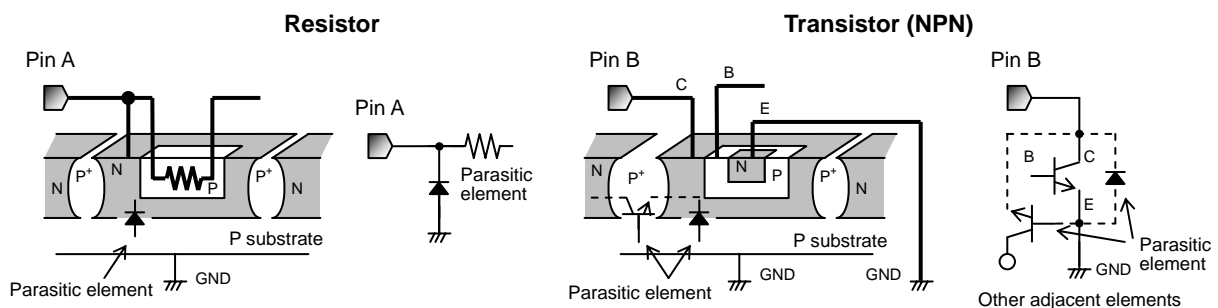 Resistor
Transistor (NPN)
Pin A
Pin A
N
P+
N
P
P+
N
Parasitic
element
P substrate
GND
Parasitic element
Pin B
C
B
E
N
P+
N
P
P+
N
P substrate
GND
GND
Parasitic element
Pin B
B
C
E
GND
Parasitic
element
Other adjacent elements